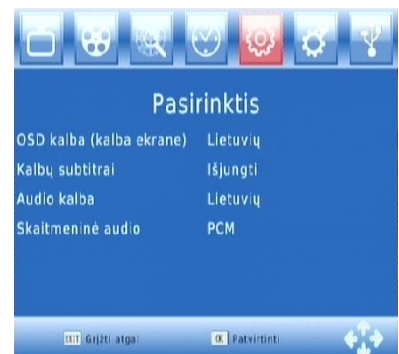 Pasirinktis
OSD kalba (kalba ekrane) Lietuvių
Kalbų subtitrai Išjungti
Audio kalba Lietuvių
Skaitmeninė audio PCM
EXIT Grįžti atgal OK Patvirtinti